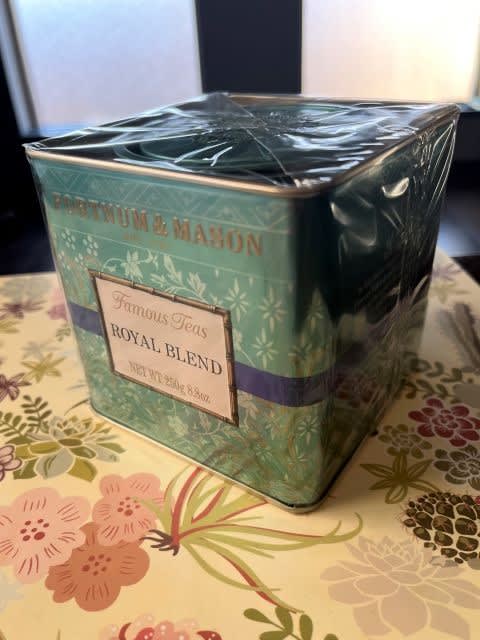 FORTNUM & MASON
Famous Teas
ROYAL BLEND
NET WT 250g 8.8oz